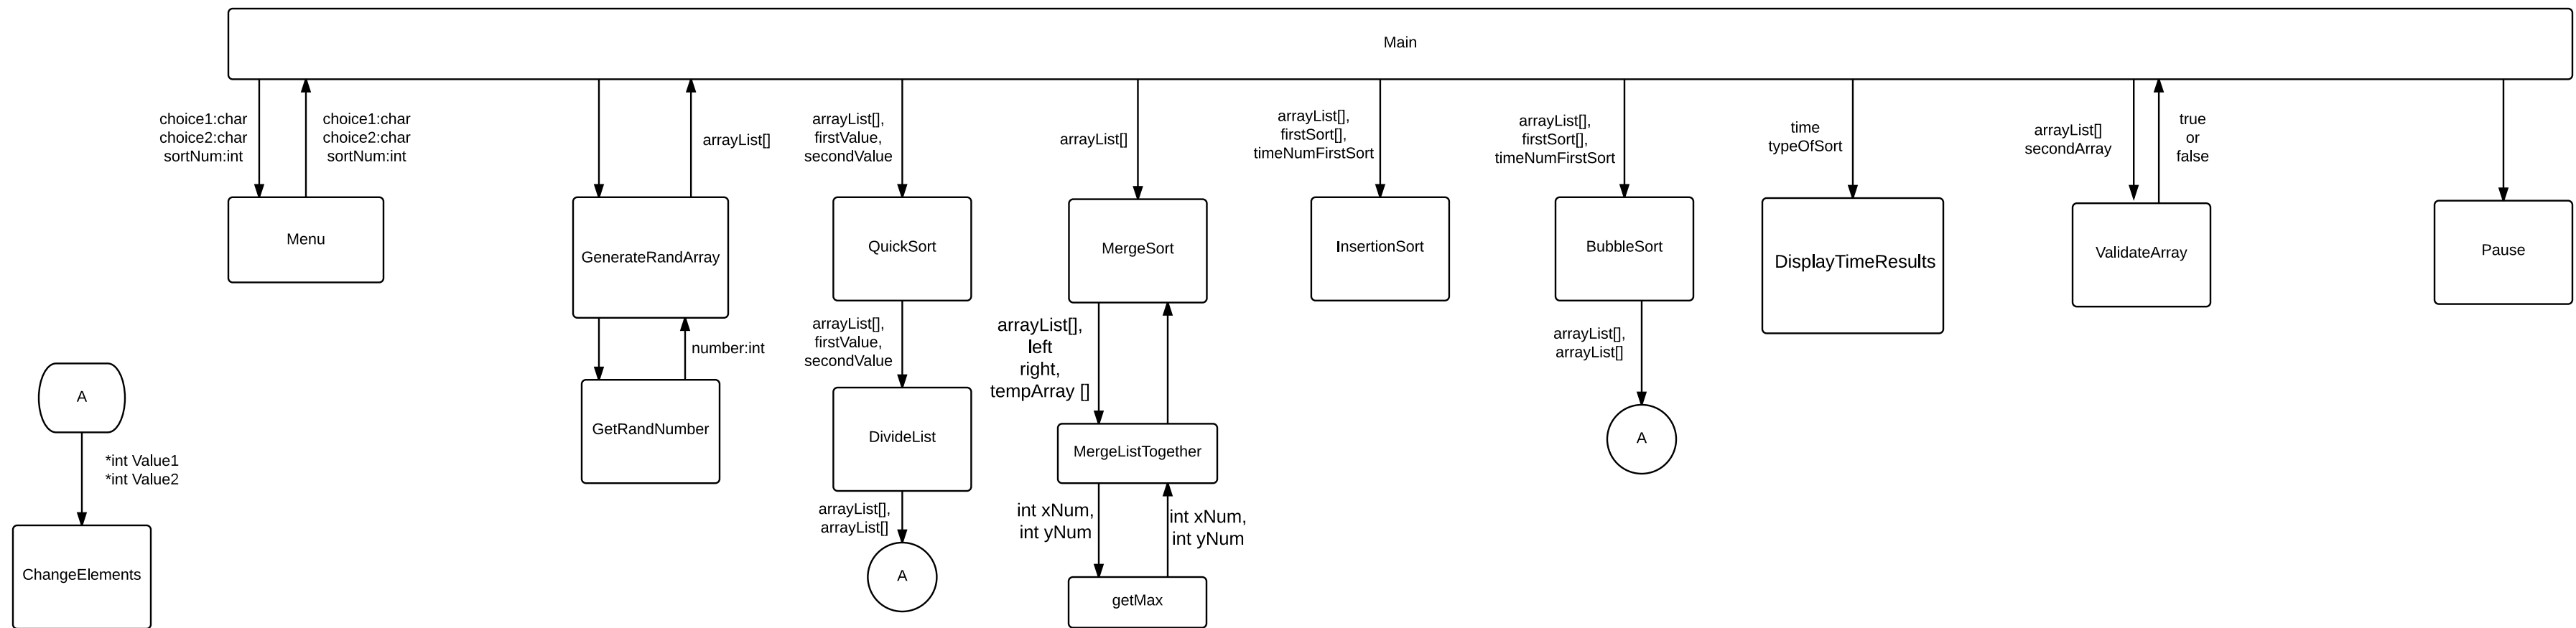 Main
choice1:char
choice2:char
sortNum:int
choice1:char
choice2:char
sortNum:int
arrayList[]
arrayList[],
firstValue,
secondValue
arrayList[]
arrayList[],
firstSort[],
timeNumFirstSort
arrayList[],
firstSort[],
timeNumFirstSort
time
typeOfSort
arrayList[]
secondArray
true
or
false
Menu
GenerateRandArray
QuickSort
MergeSort
InsertionSort
BubbleSort
DisplayTimeResults
ValidateArray
Pause
number:int
arrayList[],
firstValue,
secondValue
arrayList[],
left
right,
tempArray []
arrayList[],
arrayList[]
A
*int Value1
*int Value2
ChangeElements
GetRandNumber
DivideList
MergeListTogether
A
arrayList[],
arrayList[]
A
int xNum,
int yNum
int xNum,
int yNum
getMax